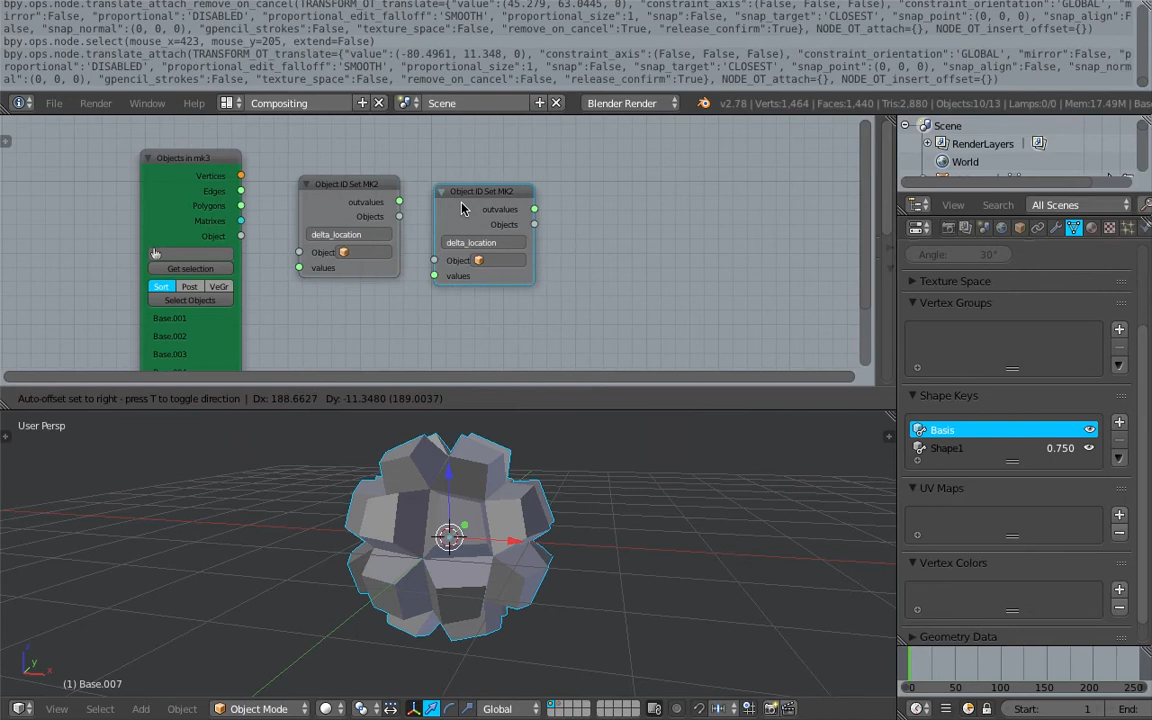 bpy.ops.node.translate_attach_remove_on_cancel(TRANSFORM_OT_translate={"value":(45.279, 63.0445, 0), "constraint_axis":(False, False, False), "constraint_orientation":'GLOBAL', "mirror":False, "p
roportional":'DISABLED', "proportional_edit_falloff":'SMOOTH', "proportional_size":1, "snap":False, "snap_target":'CLOSEST', "snap_point":(0, 0, 0), "snap_align":F
alse, "snap_normal":(0, 0, 0), "gpencil_strokes":False, "texture_space":False, "remove_on_cancel":True, "release_confirm":True}, NODE_OT_attach={}, NODE_OT_insert_offset={})
bpy.ops.node.select(mouse_x=423, mouse_y=205, extend=False)
bpy.ops.node.translate_attach(TRANSFORM_OT_translate={"value":(-80.4961, 11.348, 0), "constraint_axis":(False, False, False), "constraint_orientation":'GLOBAL', "mirror":False, "p
roportional":'DISABLED', "proportional_edit_falloff":'SMOOTH', "proportional_size":1, "snap":False, "snap_target":'CLOSEST', "snap_point":(0, 0, 0), "snap_align":False, "snap_norm
al":(0, 0, 0), "gpencil_strokes":False, "texture_space":False, "remove_on_cancel":False, "release_confirm":True}, NODE_OT_attach={}, NODE_OT_insert_offset={})
File Render Window Help Compositing Scene Blender Render v2.78 | Verts:1,464 | Faces:1,440 | Tris:2,880 | Objects:10/13 | Lamps:0/0 | Mem:17.49M | Bas
Objects in mk3
Vertices
Edges
Polygons
Matrixes
Object
Get selection
Sort Post VeGr
Select Objects
Base.001
Base.002
Base.003
Object ID Set MK2
outvalues
Objects
delta_location
Object
values
Object ID Set MK2
outvalues
Objects
delta_location
Object
values
Scene
RenderLayers
World
View Search All Scenes
Angle: 30°
Texture Space
Vertex Groups
Shape Keys
Basis
Shape1 0.750
UV Maps
Vertex Colors
Geometry Data
Auto-offset set to right - press T to toggle direction | Dx: 188.6627 Dy: -11.3480 (189.0037)
User Persp
z
y
x
(1) Base.007
View Select Add Object Object Mode Global
0 50 100 150 200 250
Start: 1 End: